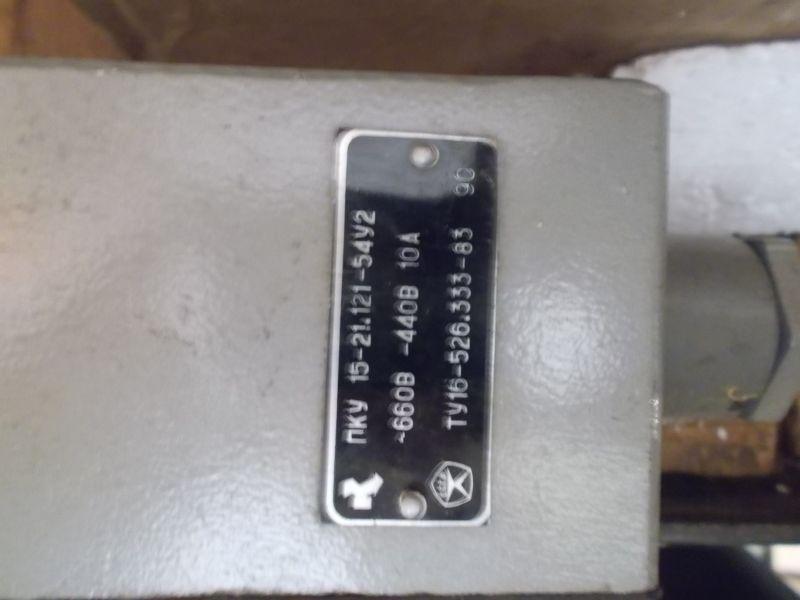 ПКУ 15-21.121-54У2
~660В -440В 10А
ТУ16-526.333-83 90